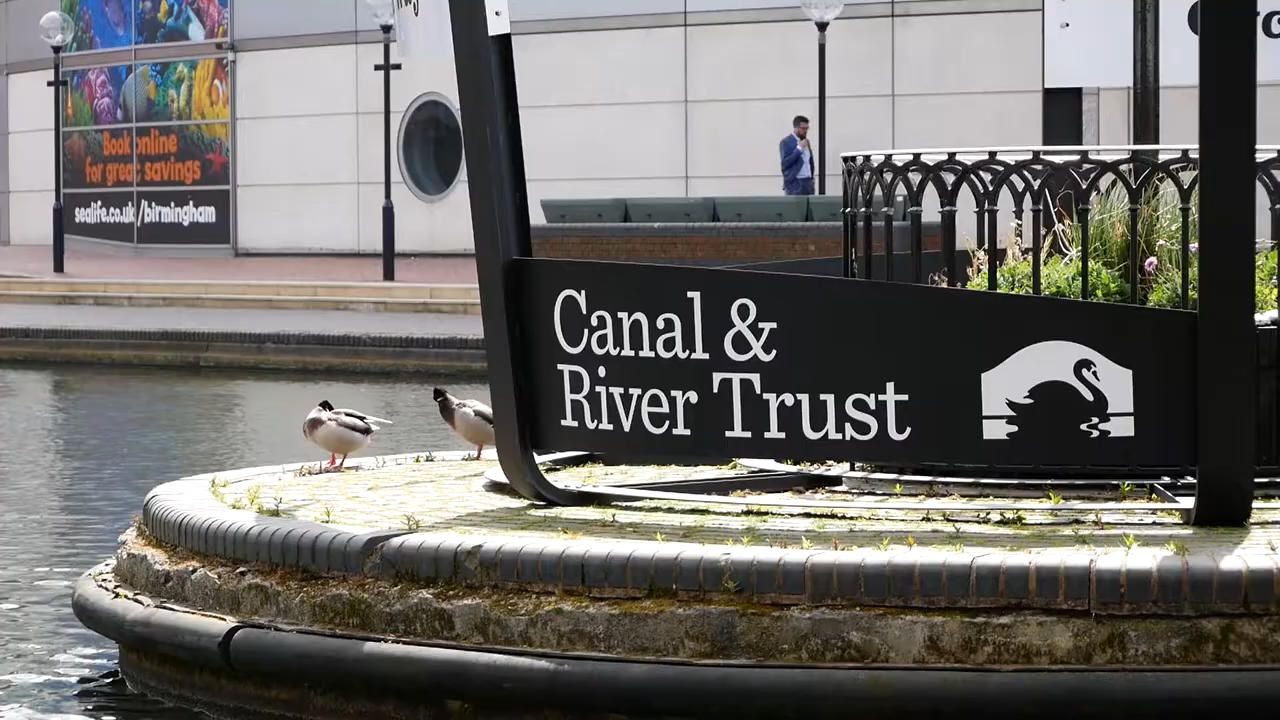 Book online
for great savings
sealife.co.uk/birmingham
Canal &
River Trust